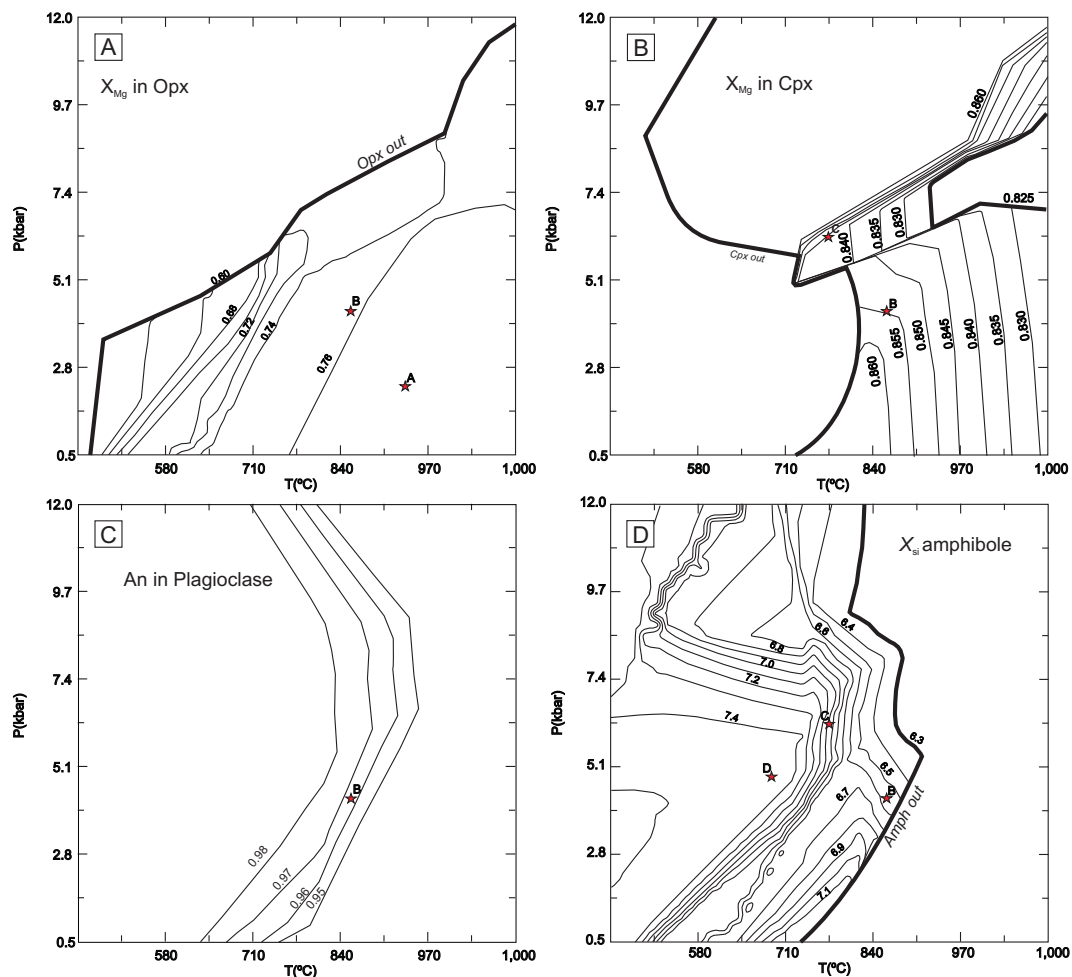 A
X_Mg in Opx
12.0
9.7
7.4
5.1
2.8
0.5
P(kbar)
Opx out
0.60
0.68
0.72
0.74
0.76
B
A
580
710
840
970
1,000
T(ºC)
B
X_Mg in Cpx
12.0
9.7
7.4
5.1
2.8
0.5
P(kbar)
0.860
0.825
C
0.840
0.835
0.830
Cpx out
B
0.860
0.855
0.850
0.845
0.840
0.835
0.830
580
710
840
970
1,000
T(ºC)
C
An in Plagioclase
12.0
9.7
7.4
5.1
2.8
0.5
P(kbar)
B
0.98
0.97
0.96
0.95
580
710
840
970
1,000
T(ºC)
D
X_si amphibole
12.0
9.7
7.4
5.1
2.8
0.5
P(kbar)
6.4
6.6
6.8
7.0
7.2
7.4
C
6.3
D
6.5
B
6.7
Amph out
6.9
7.1
580
710
840
970
1,000
T(ºC)